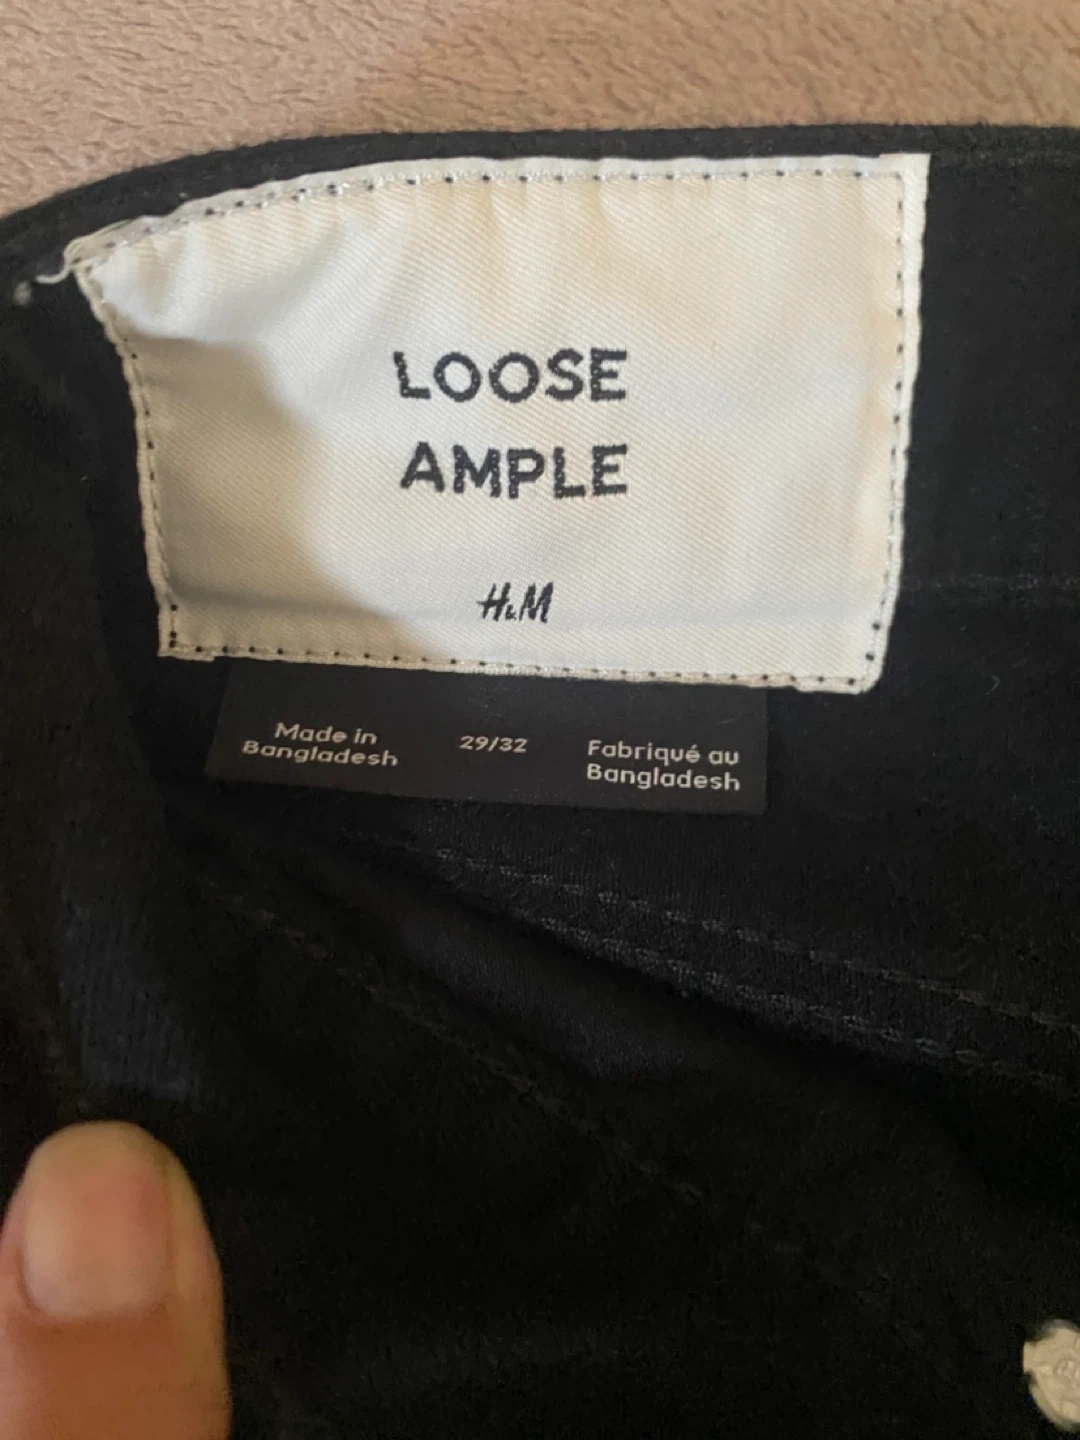 LOOSE
AMPLE
H&M
Made in
Bangladesh
29/32
Fabriqué au
Bangladesh